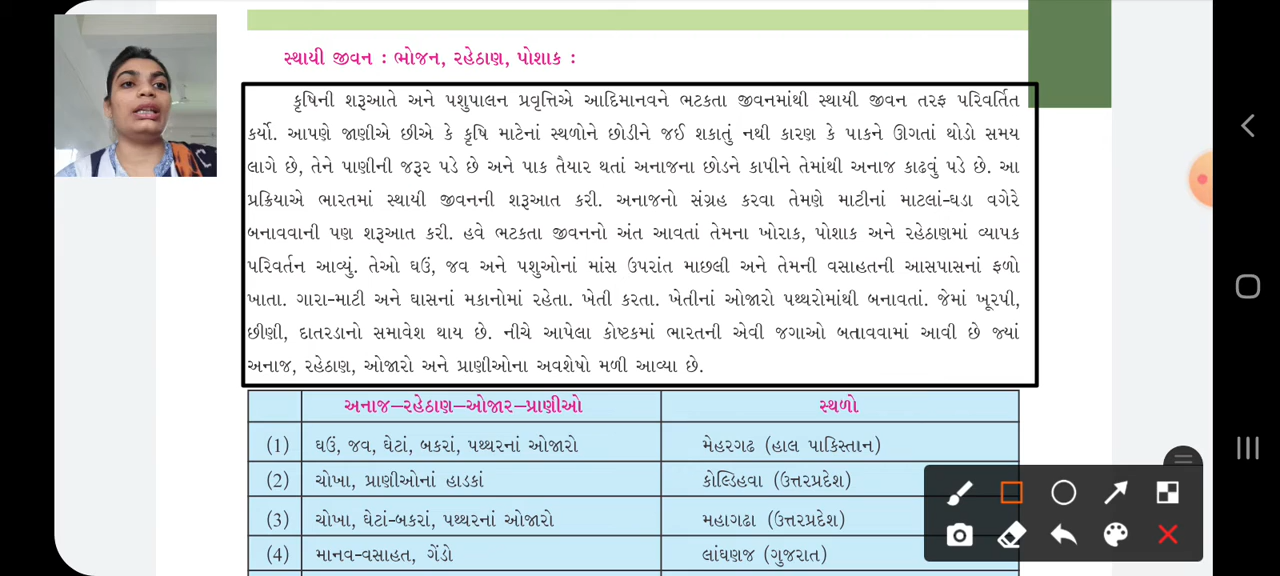 સ્થાયી જીવન : ભોજન, રહેઠાણ, પોશાક :
કૃષિની શરૂઆતે અને પશુપાલન પ્રવૃત્તિએ આદિમાનવને ભટકતા જીવનમાંથી સ્થાયી જીવન તરફ પરિવર્તિત
કર્યો. આપણે જાણીએ છીએ કે કૃષિ માટેનાં સ્થળોને છોડીને જઈ શકાતું નથી કારણ કે પાકને ઊગતાં થોડો સમય
લાગે છે, તેને પાણીની જરૂર પડે છે અને પાક તૈયાર થતાં અનાજના છોડને કાપીને તેમાંથી અનાજ કાઢવું પડે છે. આ
પ્રક્રિયાએ ભારતમાં સ્થાયી જીવનની શરૂઆત કરી. અનાજનો સંગ્રહ કરવા તેમણે માટીનાં માટલાં-ઘડા વગેરે
બનાવવાની પણ શરૂઆત કરી. હવે ભટકતા જીવનનો અંત આવતાં તેમના ખોરાક, પોશાક અને રહેઠાણમાં વ્યાપક
પરિવર્તન આવ્યું. તેઓ ઘઉં, જવ અને પશુઓનાં માંસ ઉપરાંત માછલી અને તેમની વસાહતની આસપાસનાં ફળો
ખાતા. ગારા-માટી અને ઘાસનાં મકાનોમાં રહેતા. ખેતી કરતા. ખેતીનાં ઓજારો પથ્થરોમાંથી બનાવતાં. જેમાં ખૂરપી,
છીણી, દાતરડાનો સમાવેશ થાય છે. નીચે આપેલા કોષ્ટકમાં ભારતની એવી જગાઓ બતાવવામાં આવી છે જ્યાં
અનાજ, રહેઠાણ, ઓજારો અને પ્રાણીઓના અવશેષો મળી આવ્યા છે.
અનાજ–રહેઠાણ–ઓજાર–પ્રાણીઓ સ્થળો
(1) ઘઉં, જવ, ઘેટાં, બકરાં, પથ્થરનાં ઓજારો મેહરગઢ (હાલ પાકિસ્તાન)
(2) ચોખા, પ્રાણીઓનાં હાડકાં કોલ્ડિહવા (ઉત્તરપ્રદેશ)
(3) ચોખા, ઘેટાં-બકરાં, પથ્થરનાં ઓજારો મહાગઢા (ઉત્તરપ્રદેશ)
(4) માનવ-વસાહત, ગેંડો લાંઘણજ (ગુજરાત)